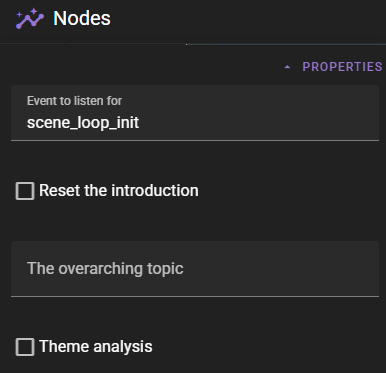 Nodes
PROPERTIES
Event to listen for
scene_loop_init
Reset the introduction
The overarching topic
Theme analysis